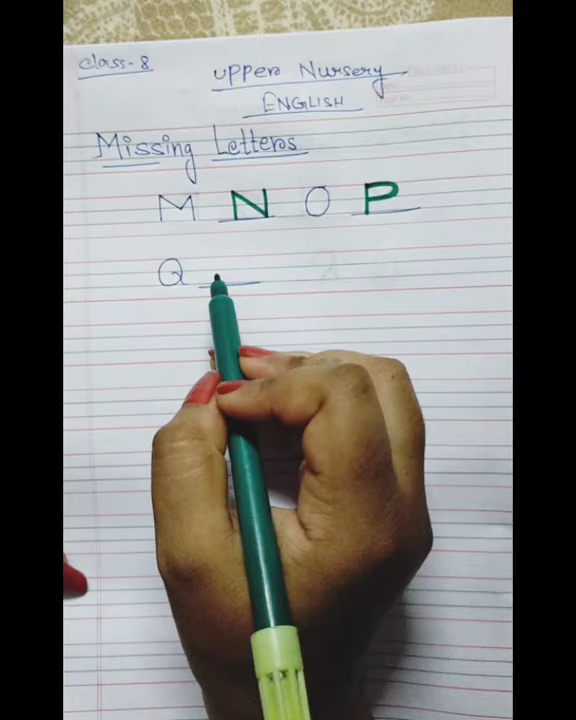 Class-8
Upper Nursery
ENGLISH
Missing Letters
M N O P
Q